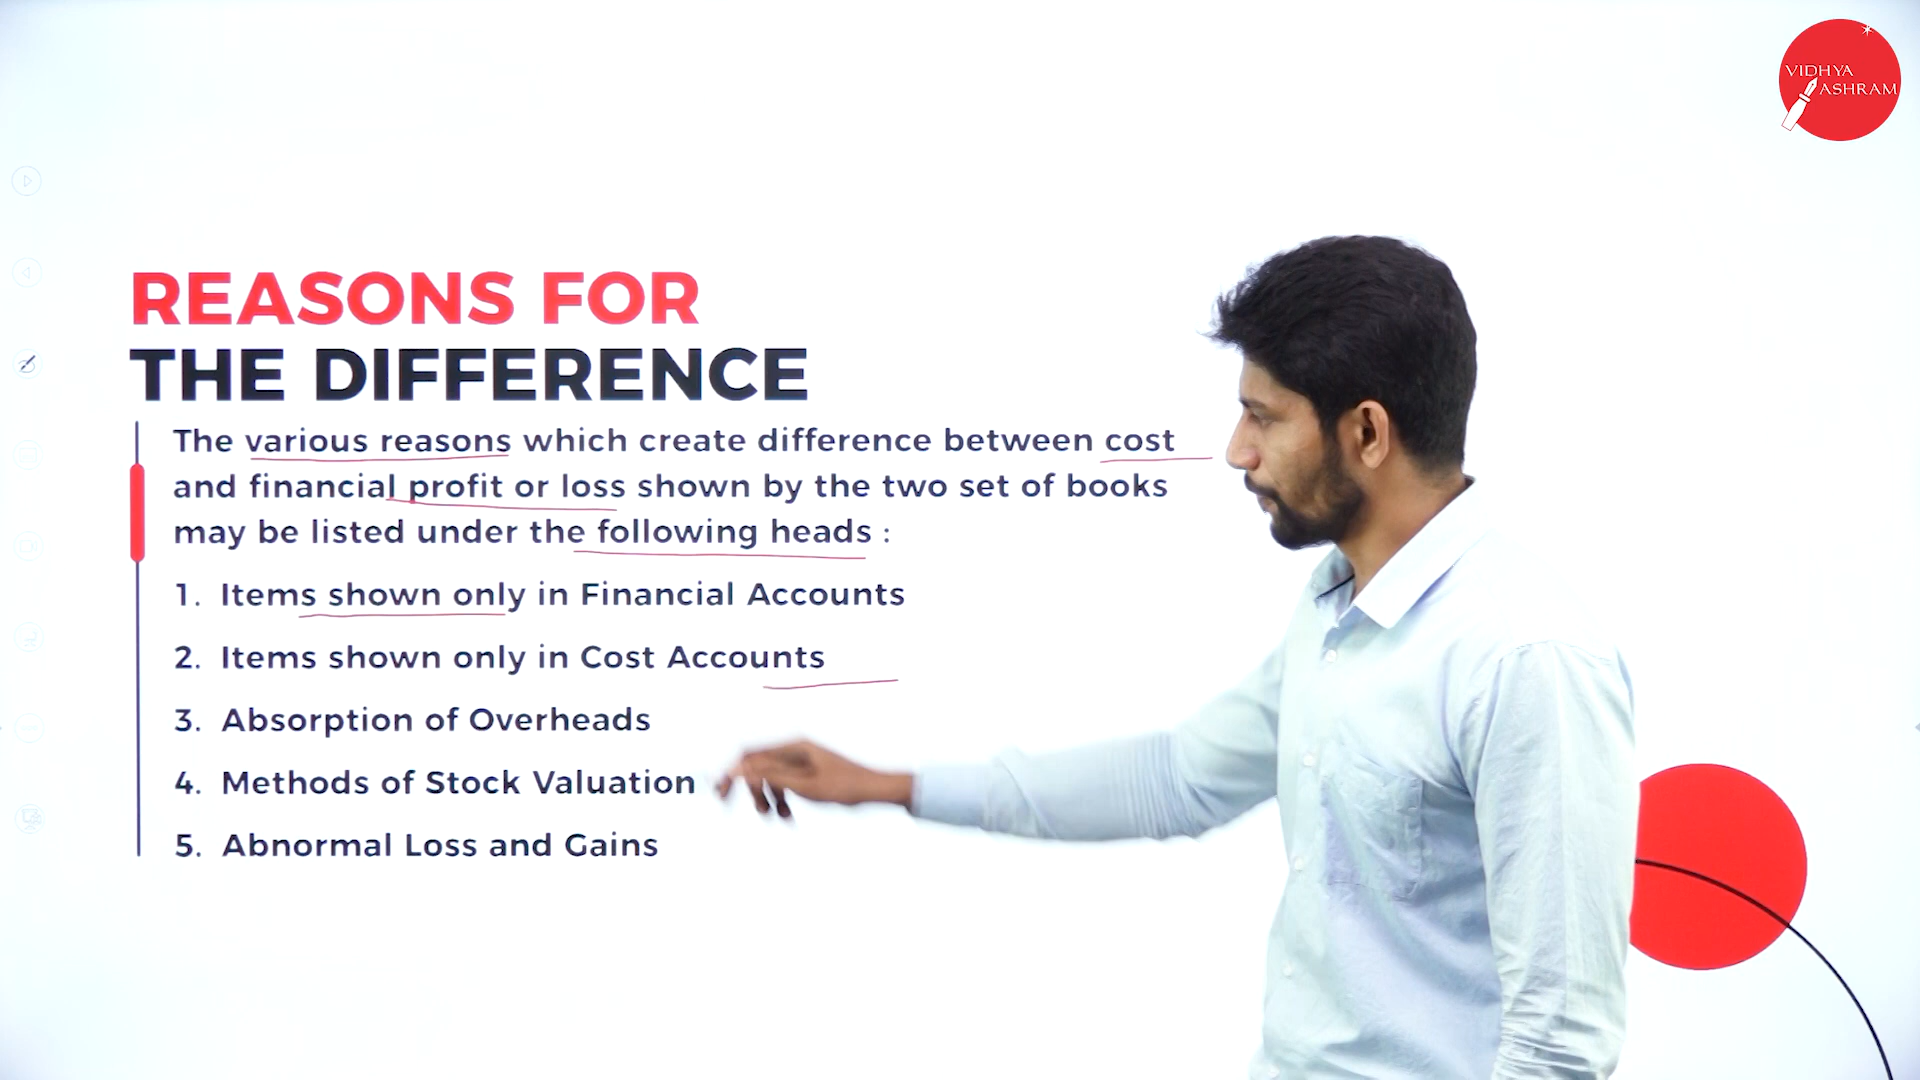 VIDHYA
ASHRAM
REASONS FOR
THE DIFFERENCE
The various reasons which create difference between cost
and financial profit or loss shown by the two set of books
may be listed under the following heads :
1. Items shown only in Financial Accounts
2. Items shown only in Cost Accounts
3. Absorption of Overheads
4. Methods of Stock Valuation
5. Abnormal Loss and Gains